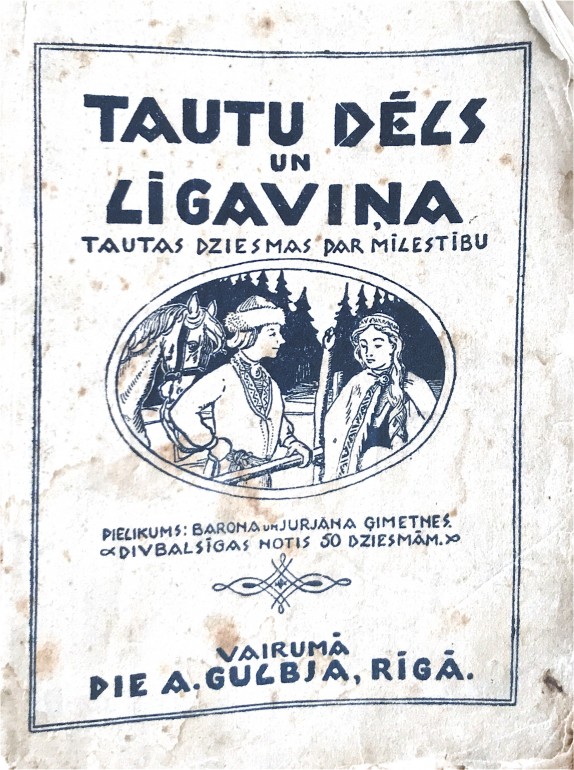 TAUTU DĒLS
UN
LĪGAVIŅA
TAUTAS DZIESMAS PAR MĪLESTĪBU
PIELIKUMS: BARONA UN JURJĀNA ĢIMETNES.
DIVBALSĪGAS NOTIS 50 DZIESMĀM.
VAIRUMĀ
PIE A. GULBJA, RĪGĀ.